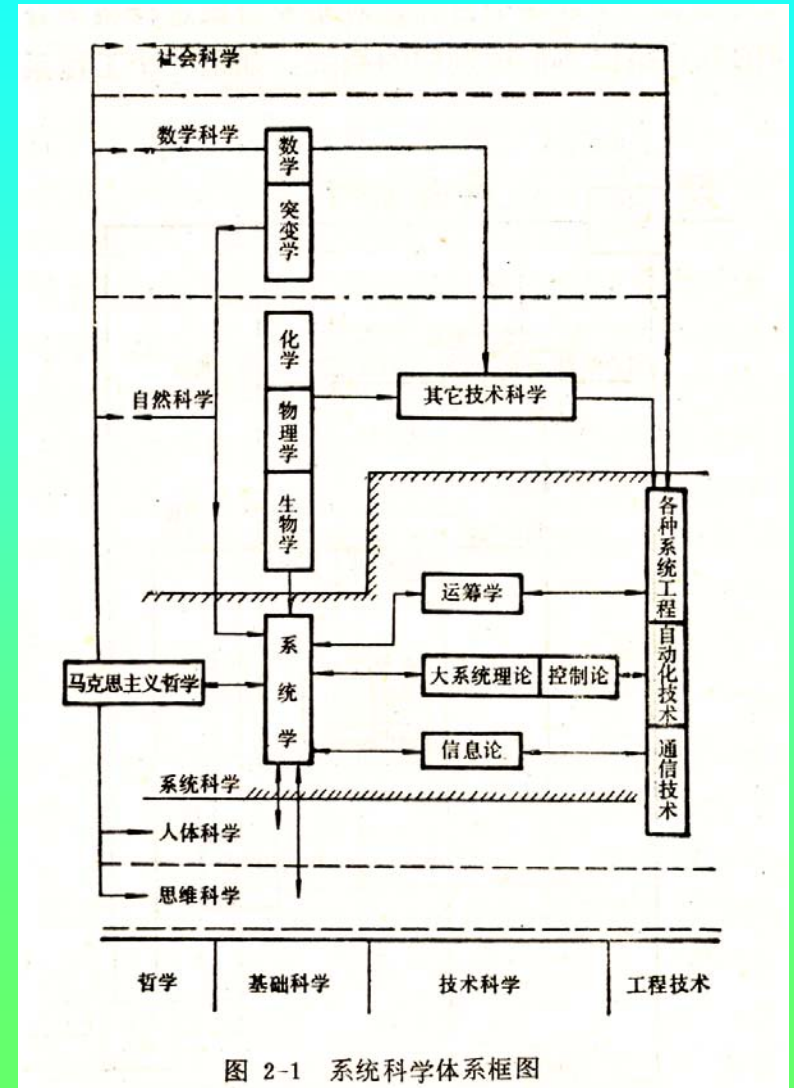 社会科学
数学科学
数学
突变学
化学
自然科学
其它技术科学
物理学
生物学
各种系统工程
运筹学
系统学
自动化技术
马克思主义哲学
大系统理论 控制论
信息论
通信技术
系统科学
人体科学
思维科学
哲学 基础科学 技术科学 工程技术
图 2-1 系统科学体系框图